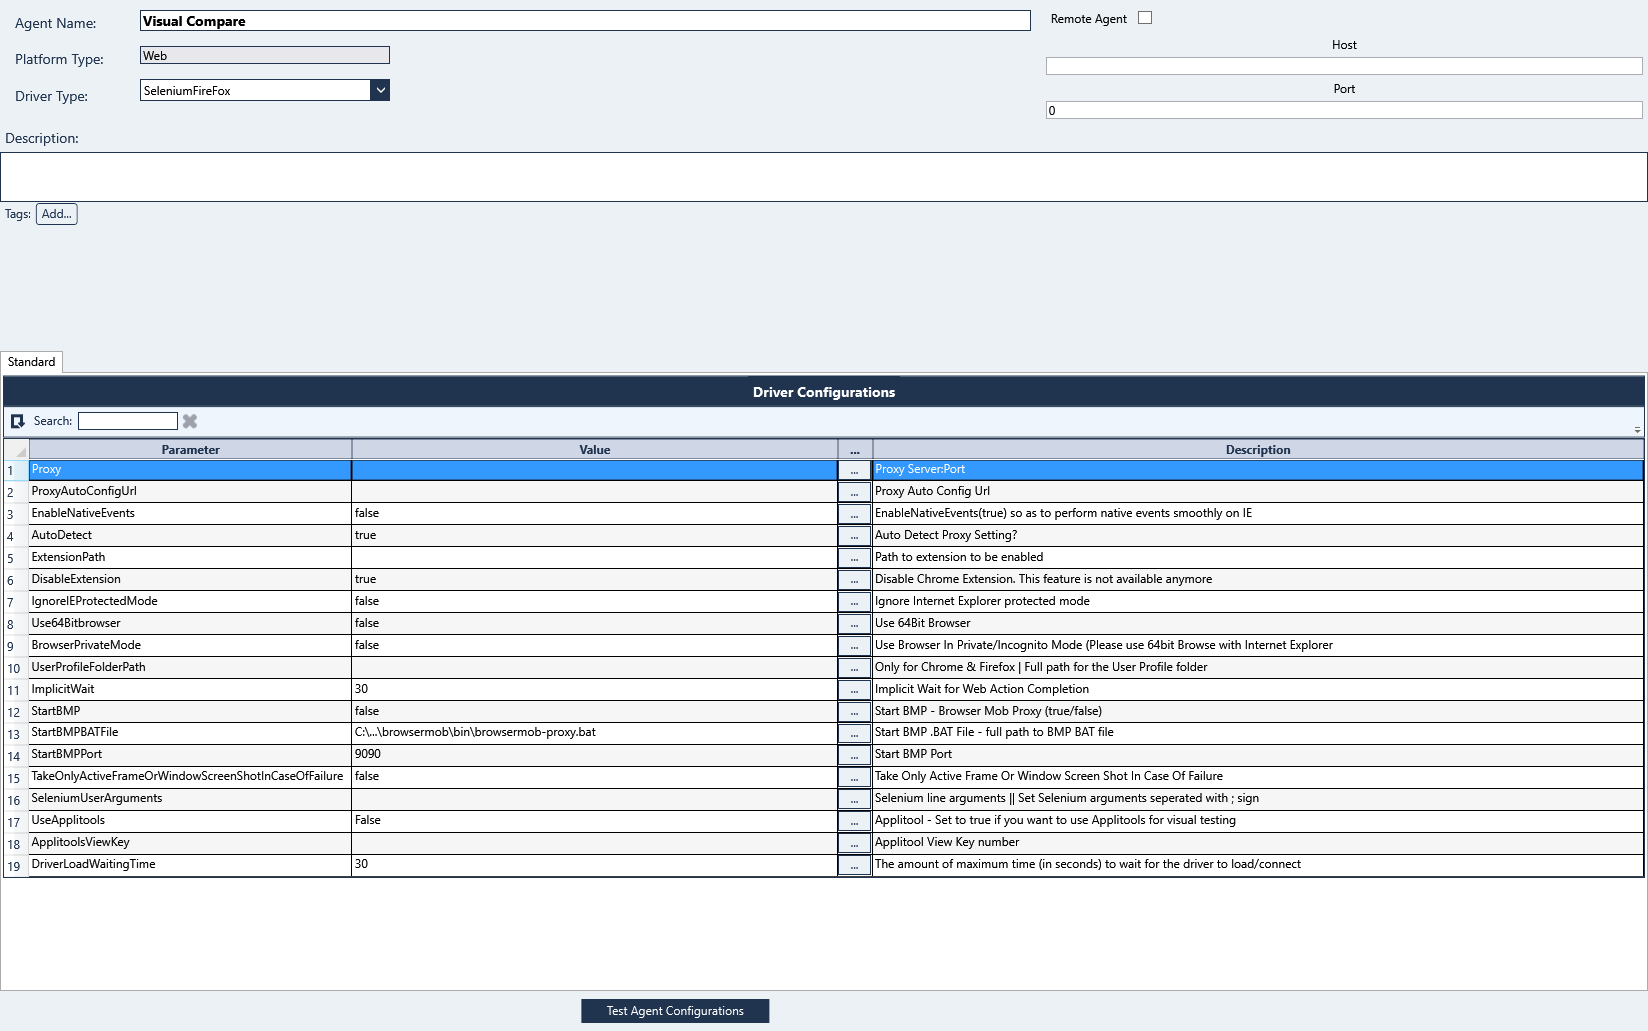 Agent Name: Visual Compare Remote Agent
Host
Platform Type: Web
Driver Type: SeleniumFireFox
Port
0
Description:
Tags: Add...
Standard
Driver Configurations
Search:
Parameter Value ... Description
1 Proxy ... Proxy Server:Port
2 ProxyAutoConfigUrl ... Proxy Auto Config Url
3 EnableNativeEvents false ... EnableNativeEvents(true) so as to perform native events smoothly on IE
4 AutoDetect true ... Auto Detect Proxy Setting?
5 ExtensionPath ... Path to extension to be enabled
6 DisableExtension true ... Disable Chrome Extension. This feature is not available anymore
7 IgnoreIEProtectedMode false ... Ignore Internet Explorer protected mode
8 Use64Bitbrowser false ... Use 64Bit Browser
9 BrowserPrivateMode false ... Use Browser In Private/Incognito Mode (Please use 64bit Browse with Internet Explorer
10 UserProfileFolderPath ... Only for Chrome & Firefox | Full path for the User Profile folder
11 ImplicitWait 30 ... Implicit Wait for Web Action Completion
12 StartBMP false ... Start BMP - Browser Mob Proxy (true/false)
13 StartBMPBATFile C:\...\browsermob\bin\browsermob-proxy.bat ... Start BMP .BAT File - full path to BMP BAT file
14 StartBMPPort 9090 ... Start BMP Port
15 TakeOnlyActiveFrameOrWindowScreenShotInCaseOfFailure false ... Take Only Active Frame Or Window Screen Shot In Case Of Failure
16 SeleniumUserArguments ... Selenium line arguments || Set Selenium arguments seperated with ; sign
17 UseApplitools False ... Applitool - Set to true if you want to use Applitools for visual testing
18 ApplitoolsViewKey ... Applitool View Key number
19 DriverLoadWaitingTime 30 ... The amount of maximum time (in seconds) to wait for the driver to load/connect
Test Agent Configurations